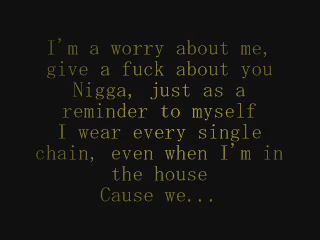 I'm a worry about me,
give a fuck about you
Nigga, just as a
reminder to myself
I wear every single
chain, even when I'm in
the house
Cause we...